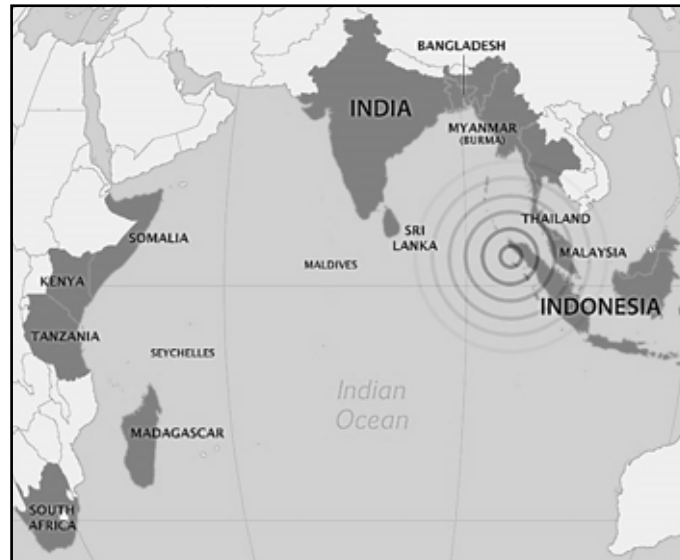 BANGLADESH
INDIA
MYANMAR
(BURMA)
THAILAND
SRI
LANKA
MALAYSIA
MALDIVES
INDONESIA
SOMALIA
KENYA
TANZANIA
SEYCHELLES
Indian
Ocean
MADAGASCAR
SOUTH
AFRICA